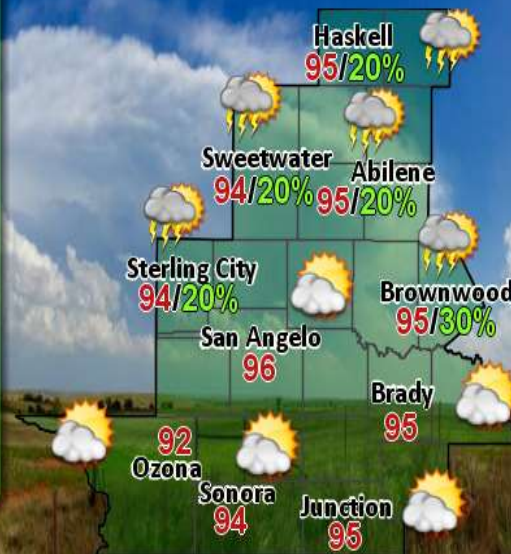 Haskell
95/20%
Sweetwater
94/20%
Abilene
95/20%
Sterling City
94/20%
Brownwood
95/30%
San Angelo
96
Brady
95
92
Ozona
Sonora
94
Junction
95